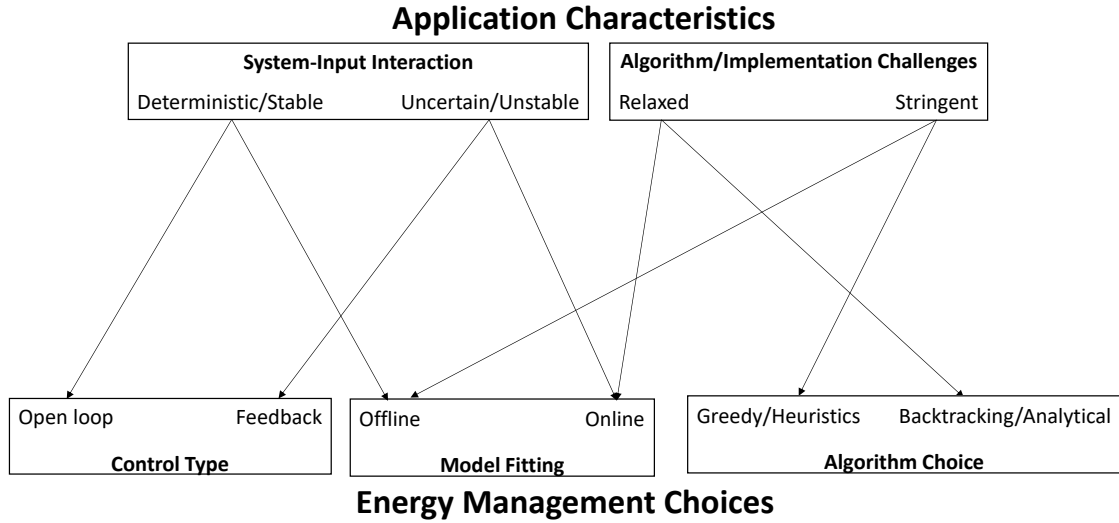 Application Characteristics
System-Input Interaction
Deterministic/Stable Uncertain/Unstable
Algorithm/Implementation Challenges
Relaxed Stringent
Open loop Feedback
Control Type
Offline Online
Model Fitting
Greedy/Heuristics Backtracking/Analytical
Algorithm Choice
Energy Management Choices